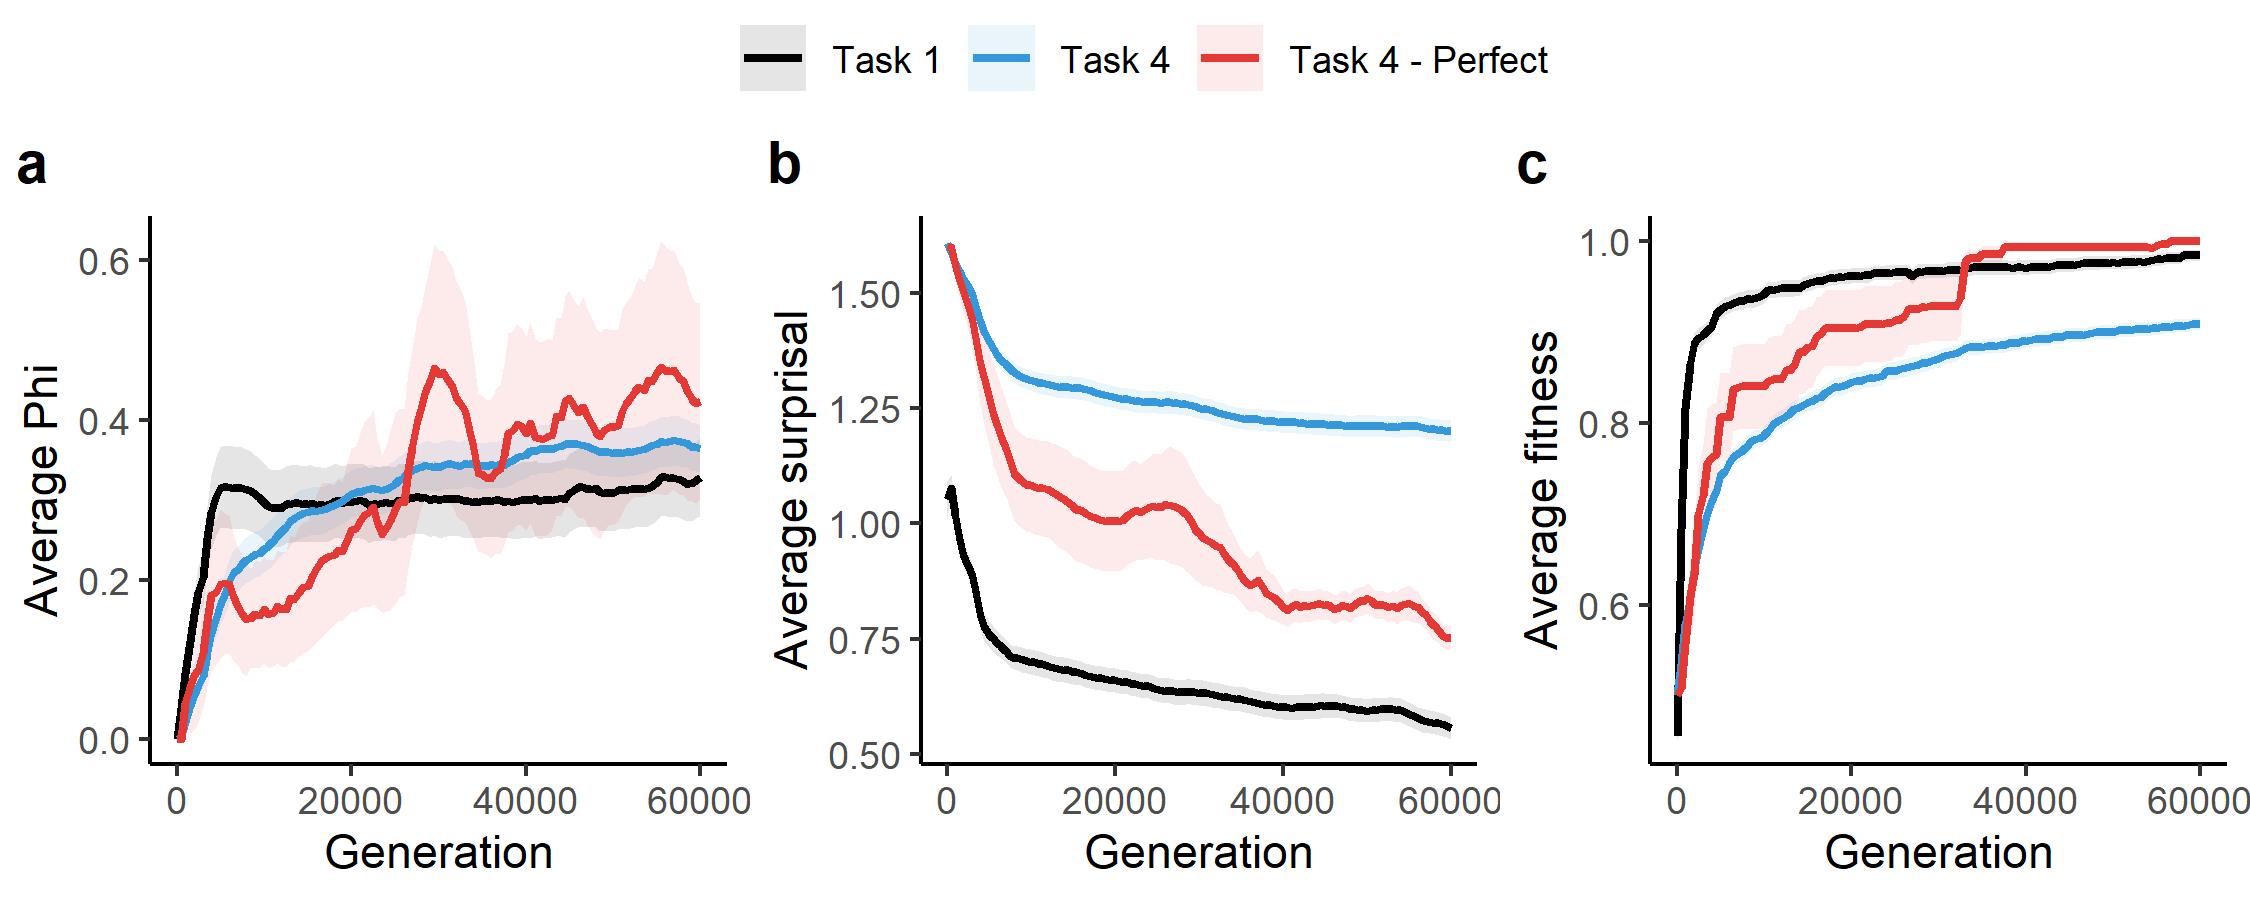 Task 1 Task 4 Task 4 - Perfect
a
Average Phi
0.6
0.4
0.2
0.0
0 20000 40000 60000
Generation
b
Average surprisal
1.50
1.25
1.00
0.75
0.50
0 20000 40000 60000
Generation
c
Average fitness
1.0
0.8
0.6
0 20000 40000 60000
Generation